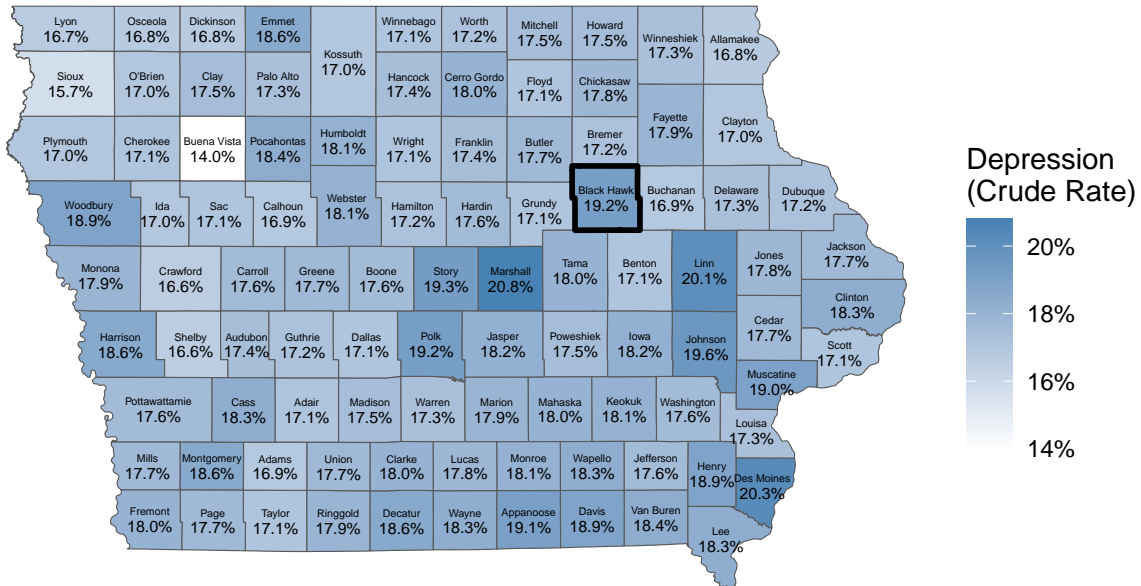 Lyon
16.7%
Osceola
16.8%
Dickinson
16.8%
Emmet
18.6%
Kossuth
17.0%
Winnebago
17.1%
Worth
17.2%
Mitchell
17.5%
Howard
17.5%
Winneshiek
17.3%
Allamakee
16.8%
Sioux
15.7%
O'Brien
17.0%
Clay
17.5%
Palo Alto
17.3%
Hancock
17.4%
Cerro Gordo
18.0%
Floyd
17.1%
Chickasaw
17.8%
Fayette
17.9%
Clayton
17.0%
Plymouth
17.0%
Cherokee
17.1%
Buena Vista
14.0%
Pocahontas
18.4%
Humboldt
18.1%
Wright
17.1%
Franklin
17.4%
Butler
17.7%
Bremer
17.2%
Woodbury
18.9%
Ida
17.0%
Sac
17.1%
Calhoun
16.9%
Webster
18.1%
Hamilton
17.2%
Hardin
17.6%
Grundy
17.1%
Black Hawk
19.2%
Buchanan
16.9%
Delaware
17.3%
Dubuque
17.2%
Monona
17.9%
Crawford
16.6%
Carroll
17.6%
Greene
17.7%
Boone
17.6%
Story
19.3%
Marshall
20.8%
Tama
18.0%
Benton
17.1%
Linn
20.1%
Jones
17.8%
Jackson
17.7%
Clinton
18.3%
Harrison
18.6%
Shelby
16.6%
Audubon
17.4%
Guthrie
17.2%
Dallas
17.1%
Polk
19.2%
Jasper
18.2%
Poweshiek
17.5%
Iowa
18.2%
Johnson
19.6%
Cedar
17.7%
Scott
17.1%
Muscatine
19.0%
Pottawattamie
17.6%
Cass
18.3%
Adair
17.1%
Madison
17.5%
Warren
17.3%
Marion
17.9%
Mahaska
18.0%
Keokuk
18.1%
Washington
17.6%
Louisa
17.3%
Mills
17.7%
Montgomery
18.6%
Adams
16.9%
Union
17.7%
Clarke
18.0%
Lucas
17.8%
Monroe
18.1%
Wapello
18.3%
Jefferson
17.6%
Henry
18.9%
Des Moines
20.3%
Fremont
18.0%
Page
17.7%
Taylor
17.1%
Ringgold
17.9%
Decatur
18.6%
Wayne
18.3%
Appanoose
19.1%
Davis
18.9%
Van Buren
18.4%
Lee
18.3%
Depression
(Crude Rate)
20%
18%
16%
14%